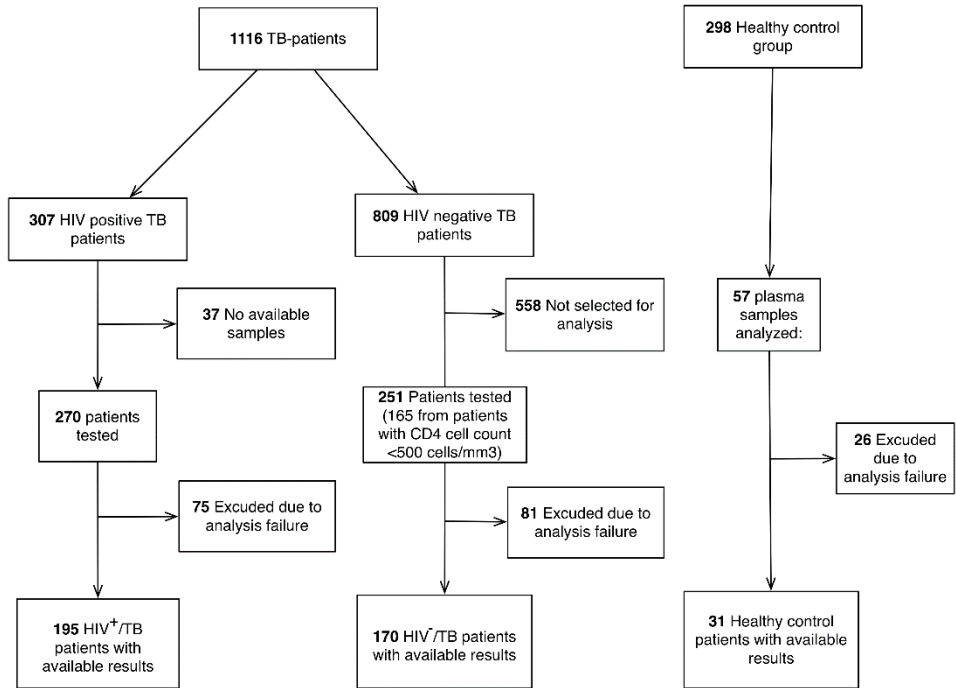 1116 TB-patients
298 Healthy control
group
307 HIV positive TB
patients
809 HIV negative TB
patients
37 No available
samples
558 Not selected for
analysis
57 plasma
samples
analyzed:
270 patients
tested
251 Patients tested
(165 from patients
with CD4 cell count
<500 cells/mm3)
26 Excuded
due to
analysis failure
75 Excuded due to
analysis failure
81 Excuded due to
analysis failure
195 HIV+/TB
patients with
available results
170 HIV-/TB patients
with available results
31 Healthy control
patients with available
results